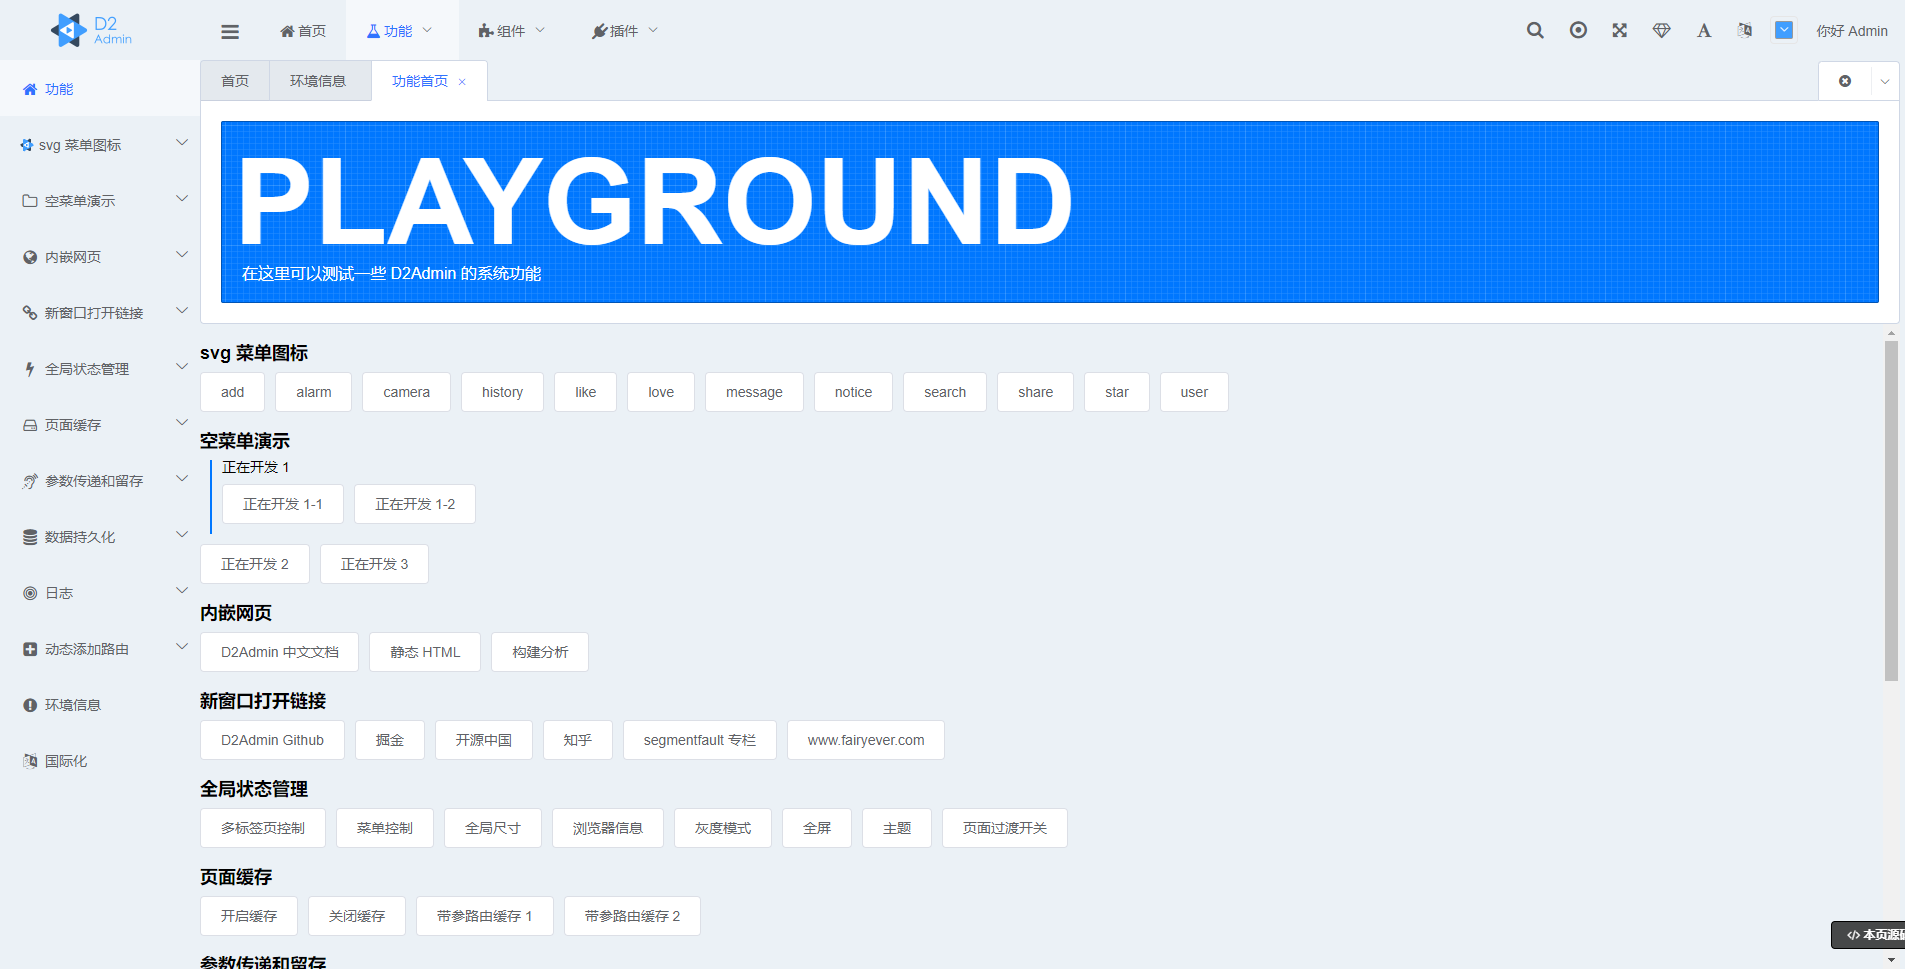 D2
Admin
首页
功能
组件
插件
你好 Admin
功能
svg 菜单图标
空菜单演示
内嵌网页
新窗口打开链接
全局状态管理
页面缓存
参数传递和留存
数据持久化
日志
动态添加路由
环境信息
国际化
首页
环境信息
功能首页
PLAYGROUND
在这里可以测试一些 D2Admin 的系统功能
svg 菜单图标
add
alarm
camera
history
like
love
message
notice
search
share
star
user
空菜单演示
正在开发 1
正在开发 1-1
正在开发 1-2
正在开发 2
正在开发 3
内嵌网页
D2Admin 中文文档
静态 HTML
构建分析
新窗口打开链接
D2Admin Github
掘金
开源中国
知乎
segmentfault 专栏
www.fairyever.com
全局状态管理
多标签页控制
菜单控制
全局尺寸
浏览器信息
灰度模式
全屏
主题
页面过渡开关
页面缓存
开启缓存
关闭缓存
带参路由缓存 1
带参路由缓存 2
参数传递和留存
</> 本页源码